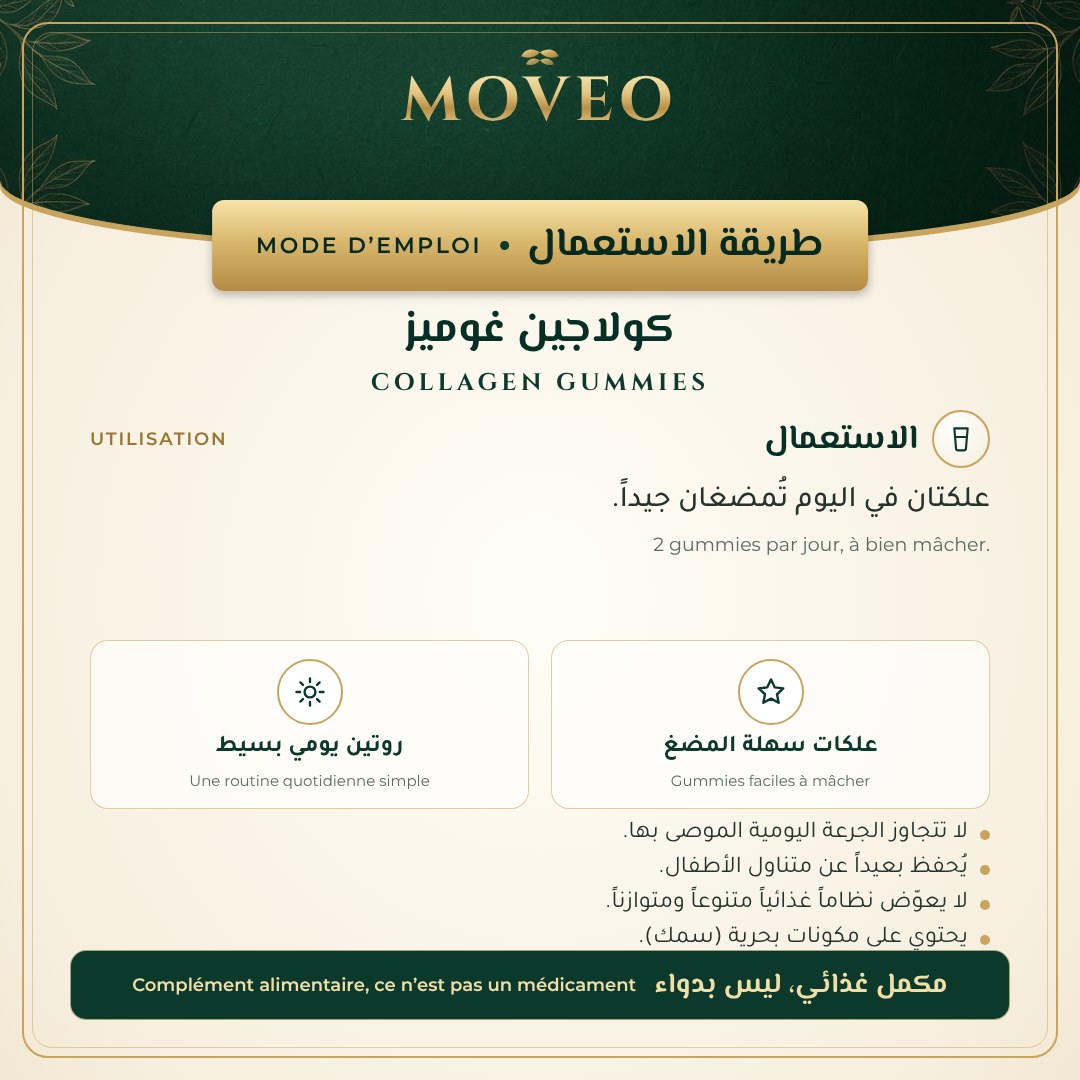 MOVEO
طريقة الاستعمال • MODE D’EMPLOI
كولاجين غوميز
COLLAGEN GUMMIES
الاستعمال
UTILISATION
علكتان في اليوم تُمضغان جيداً.
2 gummies par jour, à bien mâcher.
علكات سهلة المضغ
Gummies faciles à mâcher
روتين يومي بسيط
Une routine quotidienne simple
لا تتجاوز الجرعة اليومية الموصى بها.
يُحفظ بعيداً عن متناول الأطفال.
لا يعوّض نظاماً غذائياً متنوعاً ومتوازناً.
يحتوي على مكونات بحرية (سمك).
مكمل غذائي، ليس بدواء Complément alimentaire, ce n’est pas un médicament